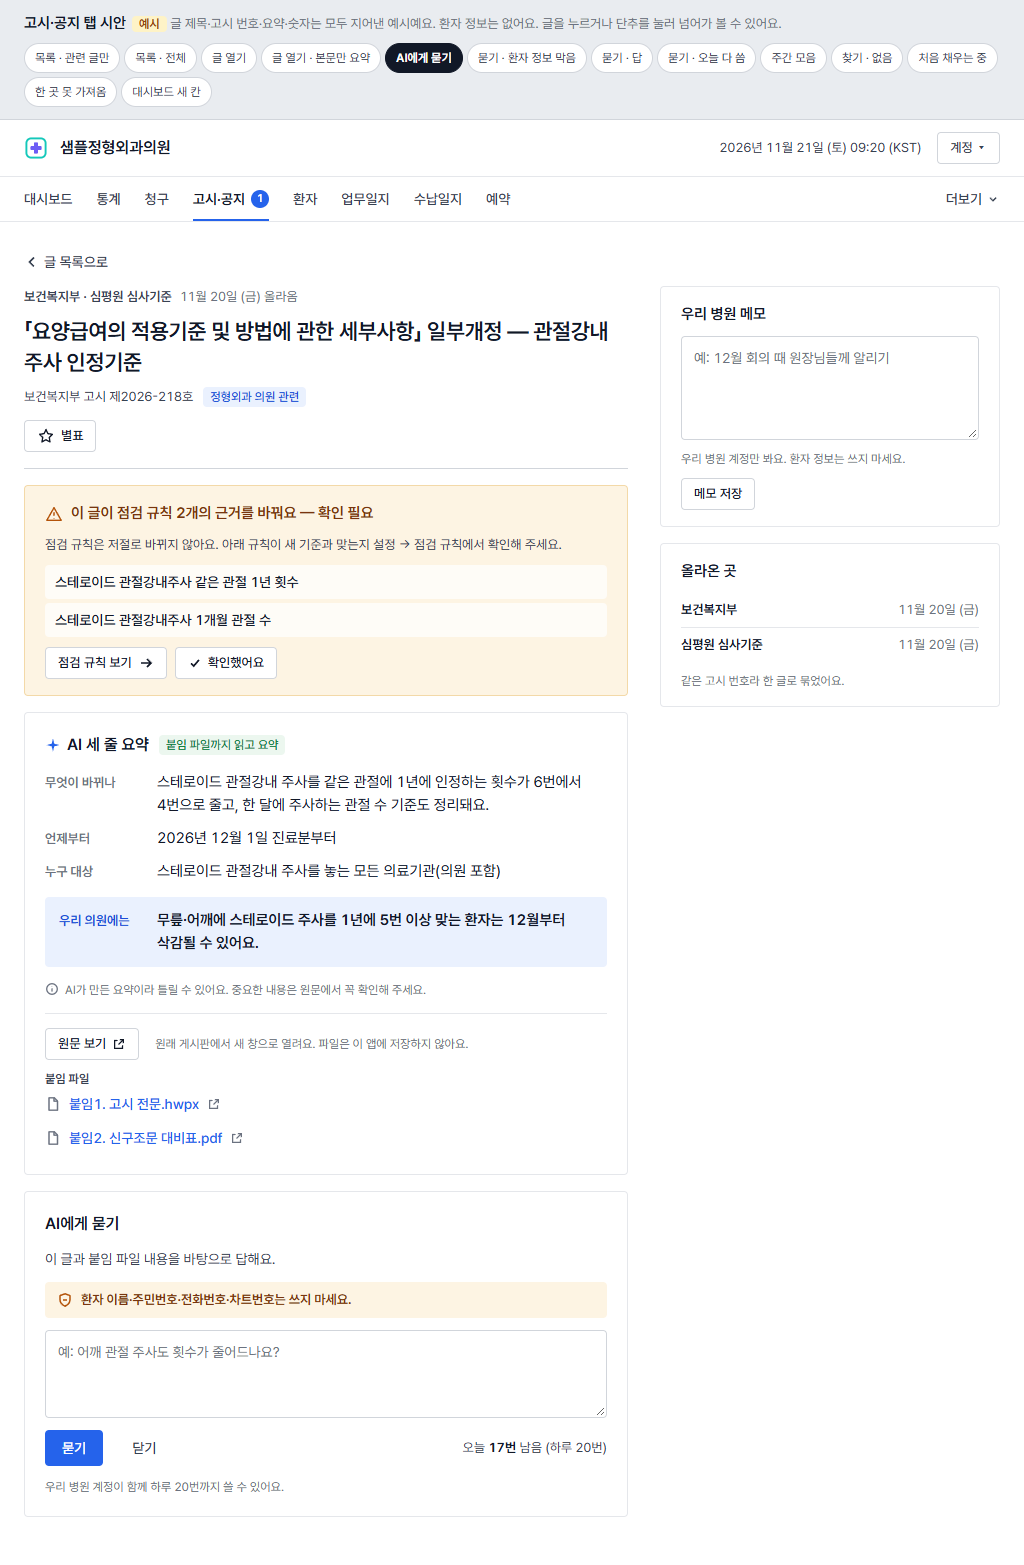 고시·공지 탭 시안 예시 글 제목·고시 번호·요약·숫자는 모두 지어낸 예시예요. 환자 정보는 없어요. 글을 누르거나 단추를 눌러 넘어가 볼 수 있어요.
목록 · 관련 글만 목록 · 전체 글 열기 글 열기 · 본문만 요약 AI에게 묻기 묻기 · 환자 정보 막음 묻기 · 답 묻기 · 오늘 다 씀 주간 모음 찾기 · 없음 처음 채우는 중
한 곳 못 가져옴 대시보드 새 칸
샘플정형외과의원 2026년 11월 21일 (토) 09:20 (KST) 계정
대시보드 통계 청구 고시·공지 1 환자 업무일지 수납일지 예약 더보기
글 목록으로
보건복지부 · 심평원 심사기준 11월 20일 (금) 올라옴
「요양급여의 적용기준 및 방법에 관한 세부사항」 일부개정 — 관절강내
주사 인정기준
보건복지부 고시 제2026-218호 정형외과 의원 관련
별표
이 글이 점검 규칙 2개의 근거를 바꿔요 — 확인 필요
점검 규칙은 저절로 바뀌지 않아요. 아래 규칙이 새 기준과 맞는지 설정 → 점검 규칙에서 확인해 주세요.
스테로이드 관절강내주사 같은 관절 1년 횟수
스테로이드 관절강내주사 1개월 관절 수
점검 규칙 보기 → 확인했어요
AI 세 줄 요약 붙임 파일까지 읽고 요약
무엇이 바뀌나 스테로이드 관절강내 주사를 같은 관절에 1년에 인정하는 횟수가 6번에서
4번으로 줄고, 한 달에 주사하는 관절 수 기준도 정리돼요.
언제부터 2026년 12월 1일 진료분부터
누구 대상 스테로이드 관절강내 주사를 놓는 모든 의료기관(의원 포함)
우리 의원에는 무릎·어깨에 스테로이드 주사를 1년에 5번 이상 맞는 환자는 12월부터
삭감될 수 있어요.
AI가 만든 요약이라 틀릴 수 있어요. 중요한 내용은 원문에서 꼭 확인해 주세요.
원문 보기 원래 게시판에서 새 창으로 열려요. 파일은 이 앱에 저장하지 않아요.
붙임 파일
붙임1. 고시 전문.hwpx
붙임2. 신구조문 대비표.pdf
AI에게 묻기
이 글과 붙임 파일 내용을 바탕으로 답해요.
환자 이름·주민번호·전화번호·차트번호는 쓰지 마세요.
예: 어깨 관절 주사도 횟수가 줄어드나요?
묻기 닫기 오늘 17번 남음 (하루 20번)
우리 병원 계정이 함께 하루 20번까지 쓸 수 있어요.
우리 병원 메모
예: 12월 회의 때 원장님들께 알리기
우리 병원 계정만 봐요. 환자 정보는 쓰지 마세요.
메모 저장
올라온 곳
보건복지부 11월 20일 (금)
심평원 심사기준 11월 20일 (금)
같은 고시 번호라 한 글로 묶었어요.